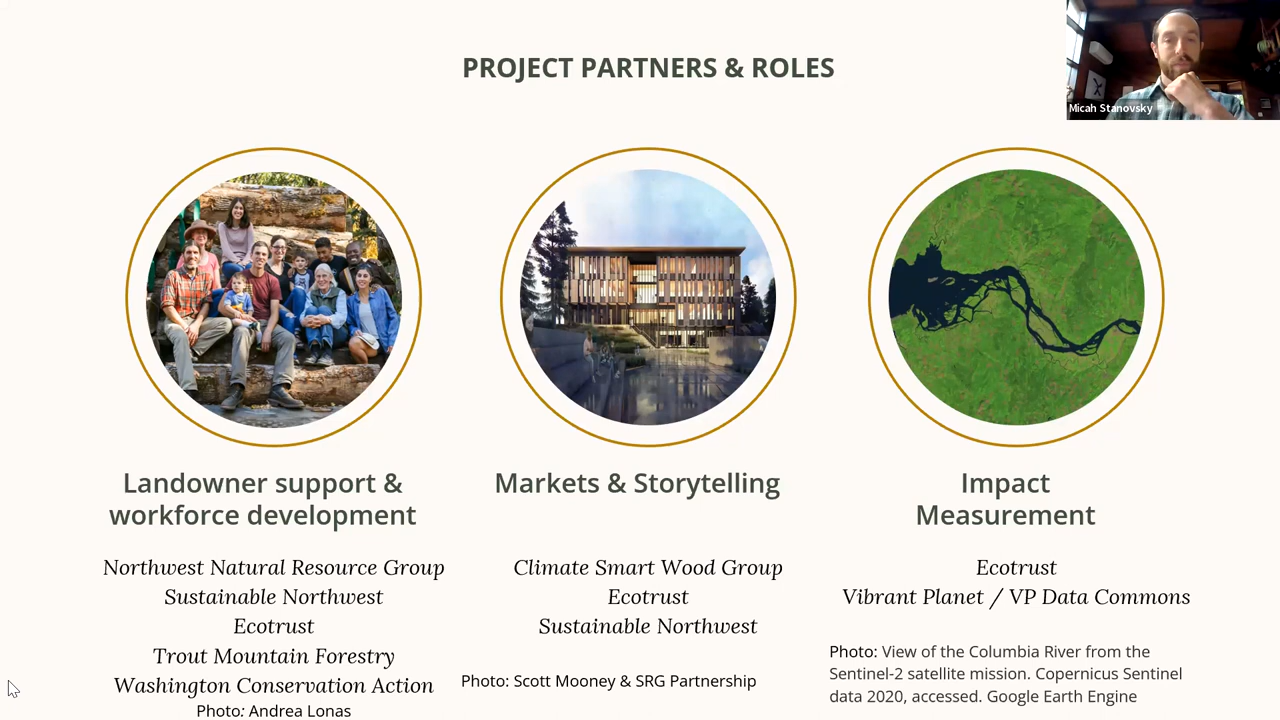 PROJECT PARTNERS & ROLES
Micah Stanovsky
Landowner support &
workforce development
Northwest Natural Resource Group
Sustainable Northwest
Ecotrust
Trout Mountain Forestry
Washington Conservation Action
Photo: Andrea Lonas
Markets & Storytelling
Climate Smart Wood Group
Ecotrust
Sustainable Northwest
Photo: Scott Mooney & SRG Partnership
Impact
Measurement
Ecotrust
Vibrant Planet / VP Data Commons
Photo: View of the Columbia River from the
Sentinel-2 satellite mission. Copernicus Sentinel
data 2020, accessed. Google Earth Engine